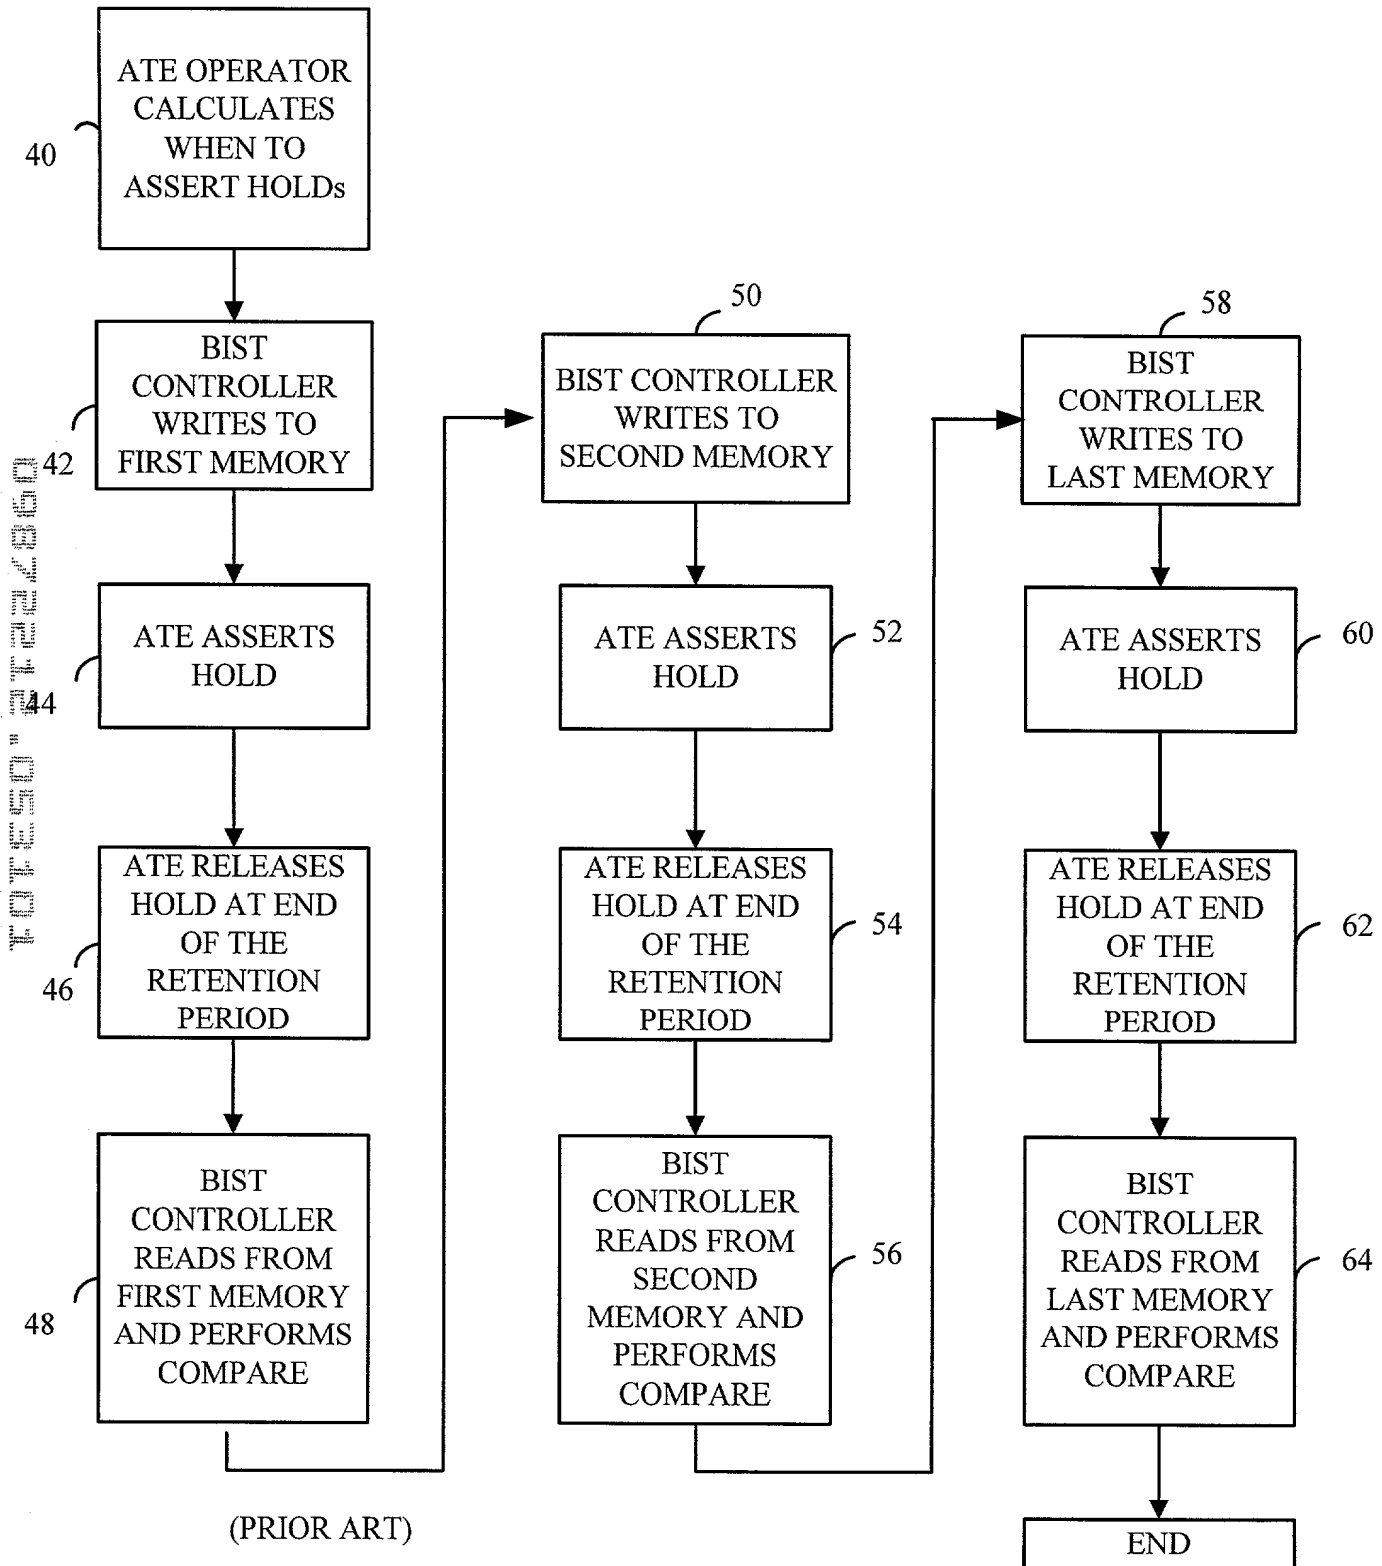 ATE OPERATOR
CALCULATES
WHEN TO
ASSERT HOLDs
40
BIST
CONTROLLER
WRITES TO
FIRST MEMORY
42
ATE ASSERTS
HOLD
44
ATE RELEASES
HOLD AT END
OF THE
RETENTION
PERIOD
46
BIST
CONTROLLER
READS FROM
FIRST MEMORY
AND PERFORMS
COMPARE
48
50
BIST CONTROLLER
WRITES TO
SECOND MEMORY
ATE ASSERTS
HOLD
52
ATE RELEASES
HOLD AT END
OF THE
RETENTION
PERIOD
54
BIST
CONTROLLER
READS FROM
SECOND
MEMORY AND
PERFORMS
COMPARE
56
58
BIST
CONTROLLER
WRITES TO
LAST MEMORY
ATE ASSERTS
HOLD
60
ATE RELEASES
HOLD AT END
OF THE
RETENTION
PERIOD
62
BIST
CONTROLLER
READS FROM
LAST MEMORY
AND PERFORMS
COMPARE
64
END
(PRIOR ART)